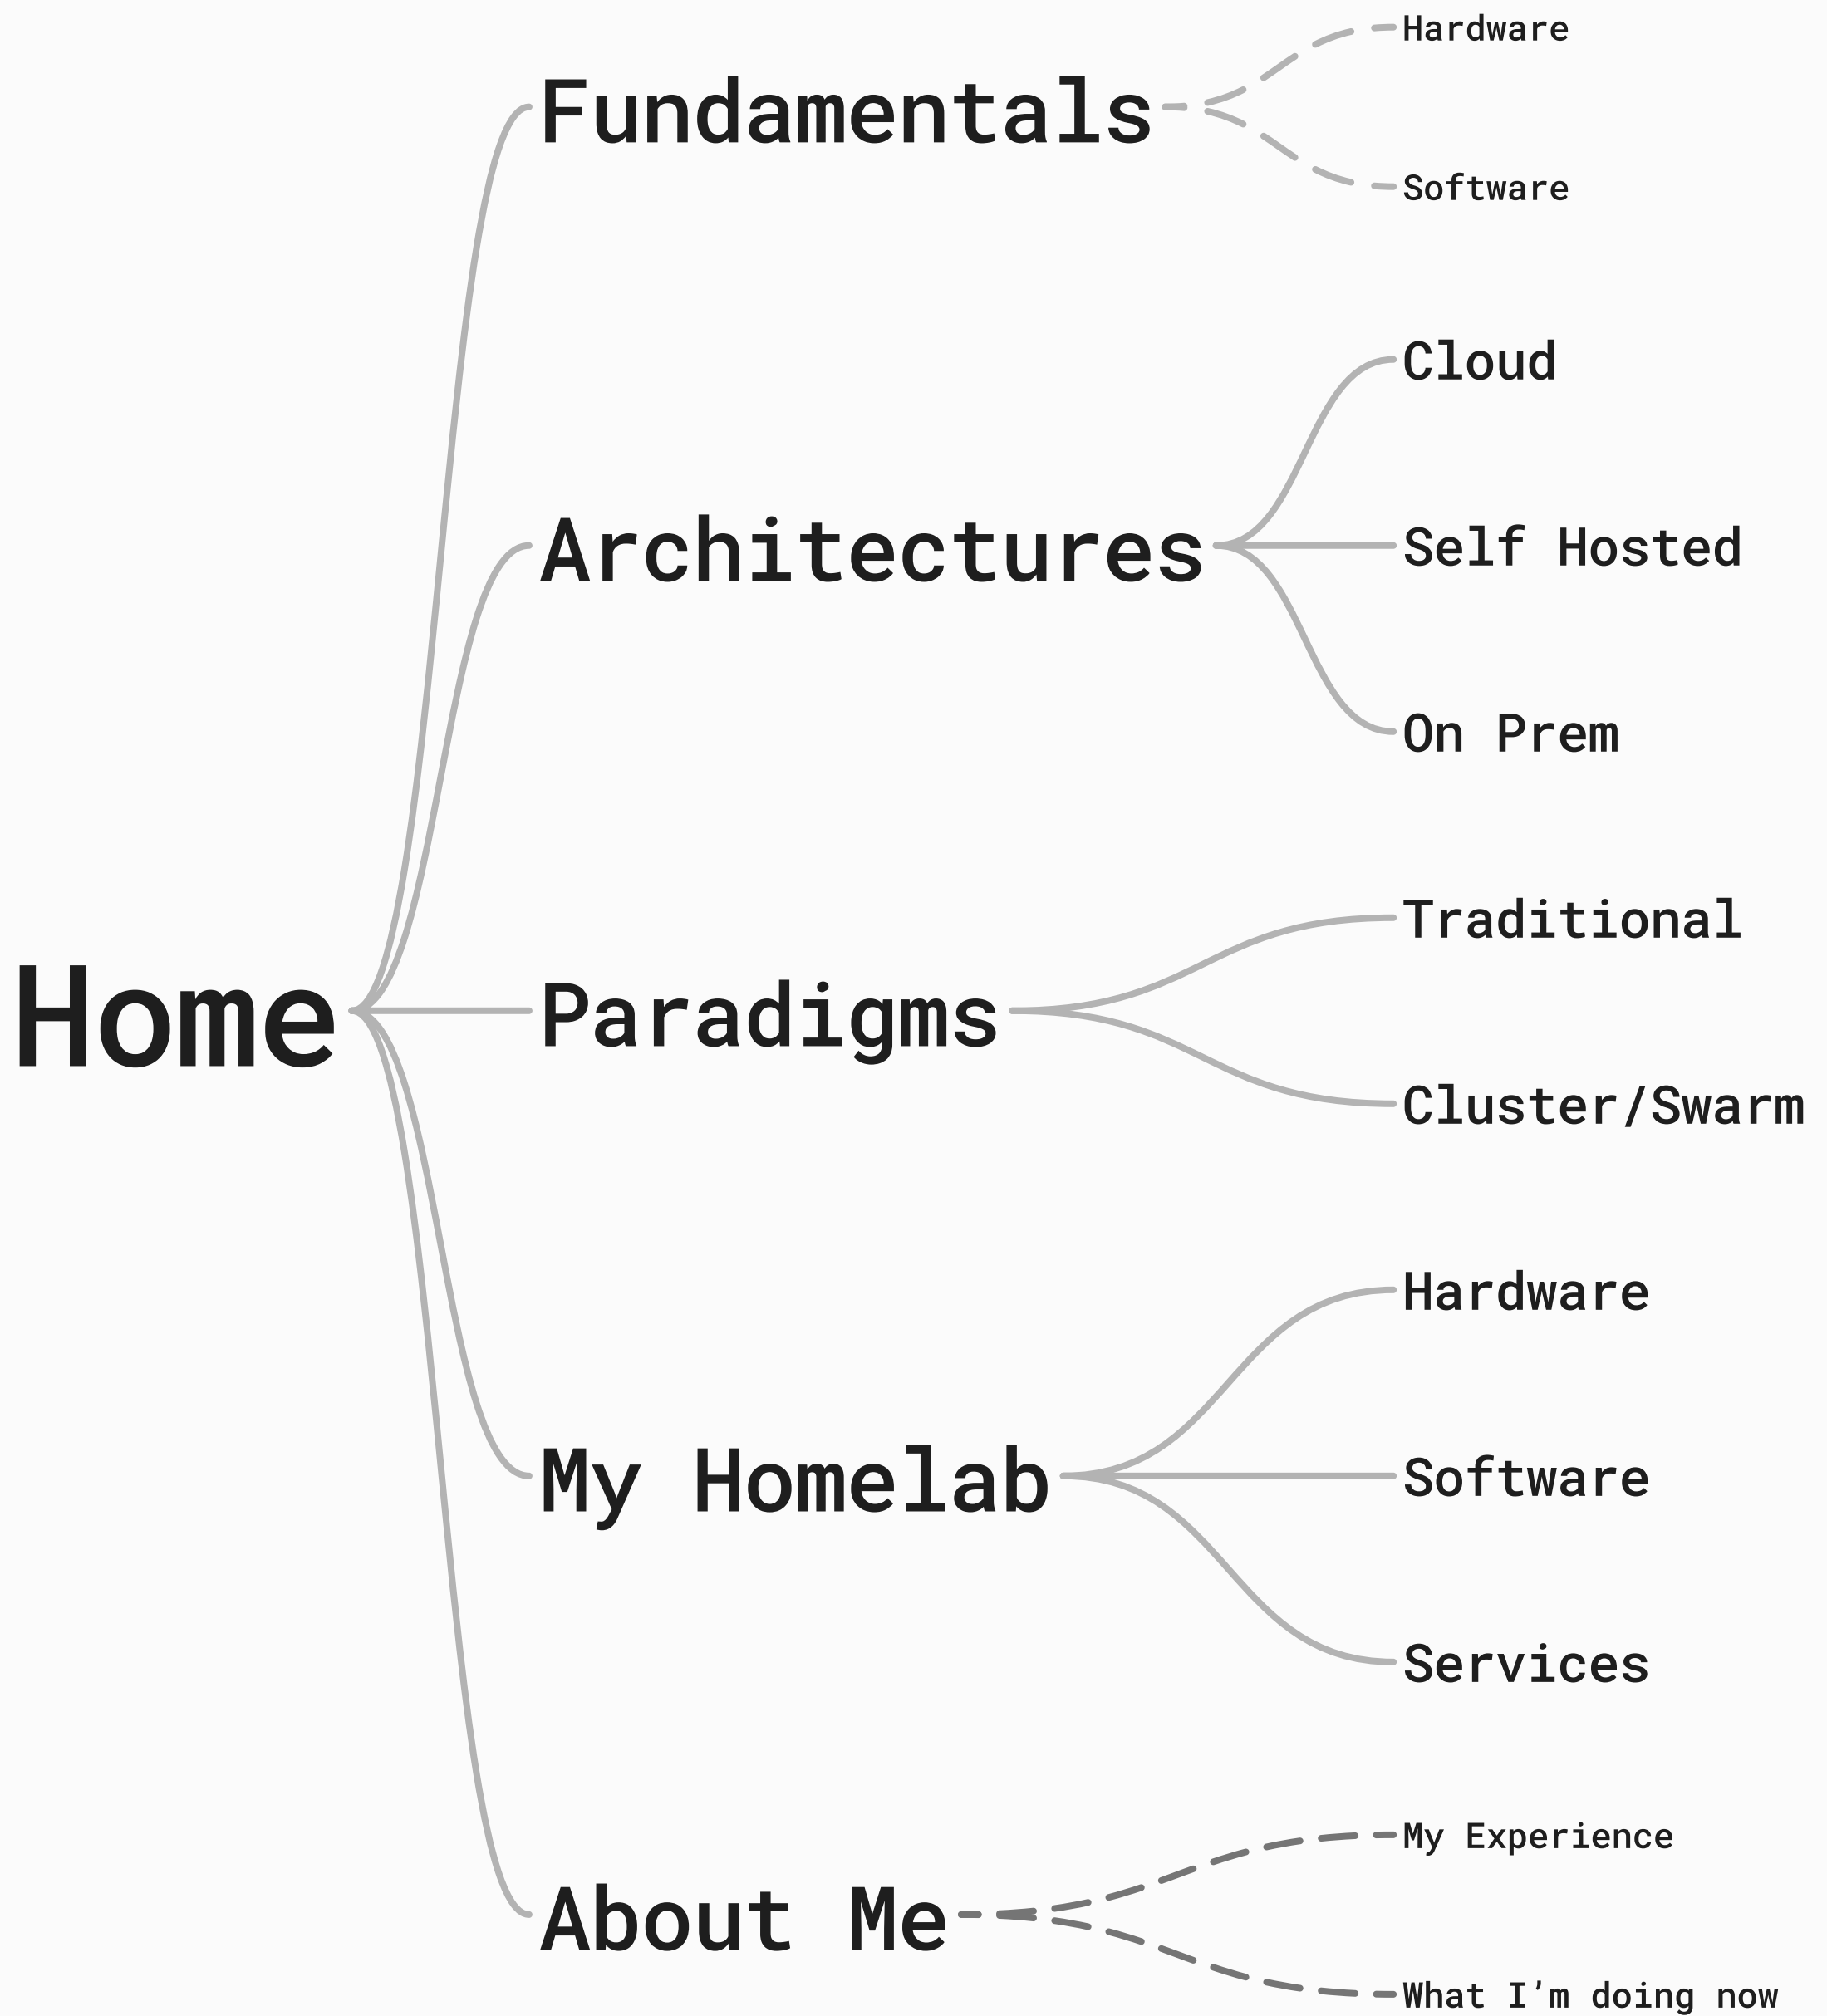 Home
Fundamentals
Hardware
Software
Architectures
Cloud
Self Hosted
On Prem
Paradigms
Traditional
Cluster/Swarm
My Homelab
Hardware
Software
Services
About Me
My Experience
What I’m doing now